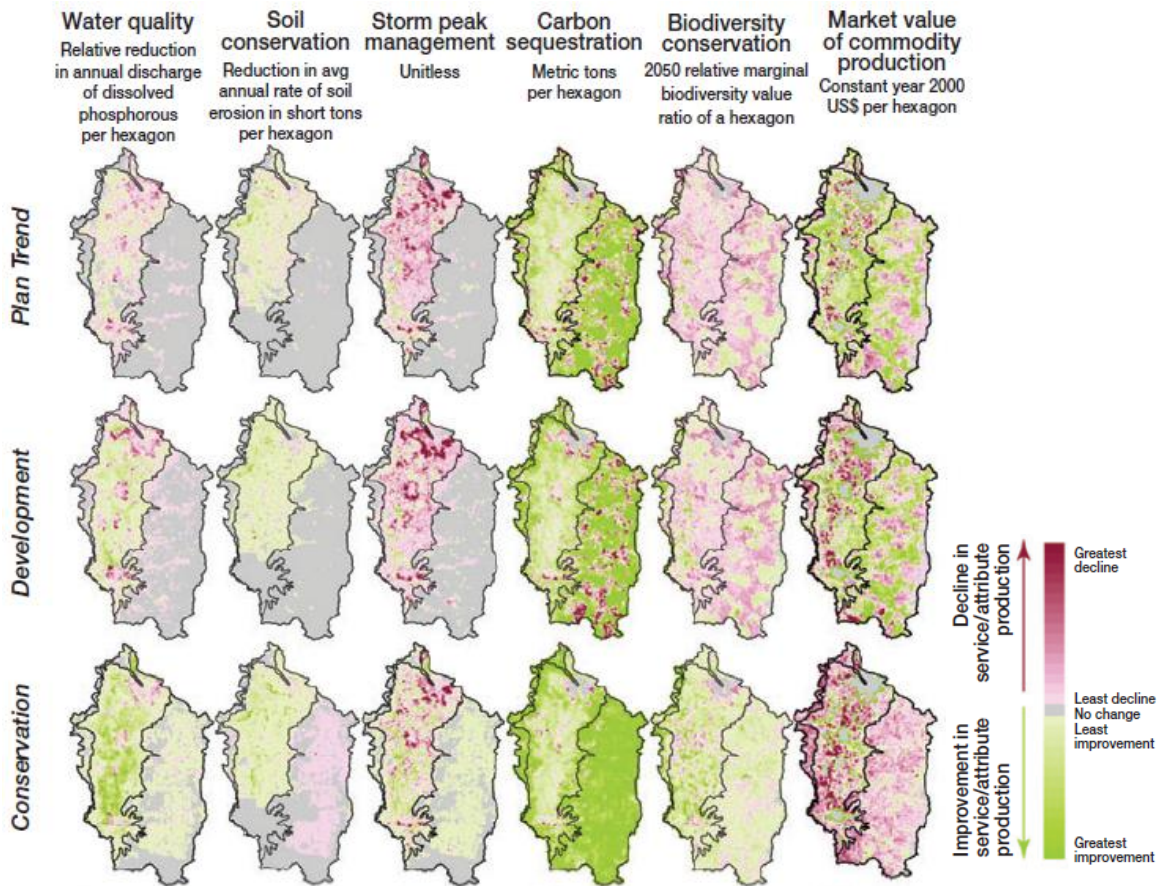 Water quality
Relative reduction
in annual discharge
of dissolved
phosphorous
per hexagon
Soil
conservation
Reduction in avg
annual rate of soil
erosion in short tons
per hexagon
Storm peak
management
Unitless
Carbon
sequestration
Metric tons
per hexagon
Biodiversity
conservation
2050 relative marginal
biodiversity value
ratio of a hexagon
Market value
of commodity
production
Constant year 2000
US$ per hexagon
Plan Trend
Development
Conservation
Decline in
service/attribute
production
Improvement in
service/attribute
production
Greatest
decline
Least decline
No change
Least
improvement
Greatest
improvement